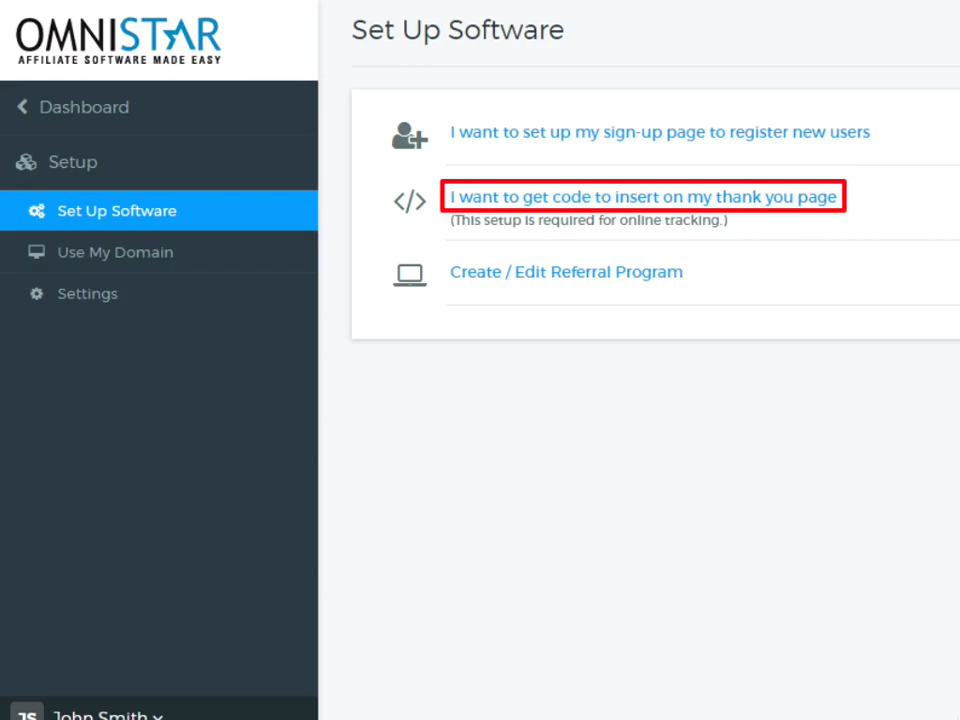 OMNISTAR
AFFILIATE SOFTWARE MADE EASY
Dashboard
Setup
Set Up Software
Use My Domain
Settings
JS John Smith
Set Up Software
I want to set up my sign-up page to register new users
I want to get code to insert on my thank you page
(This setup is required for online tracking.)
Create / Edit Referral Program